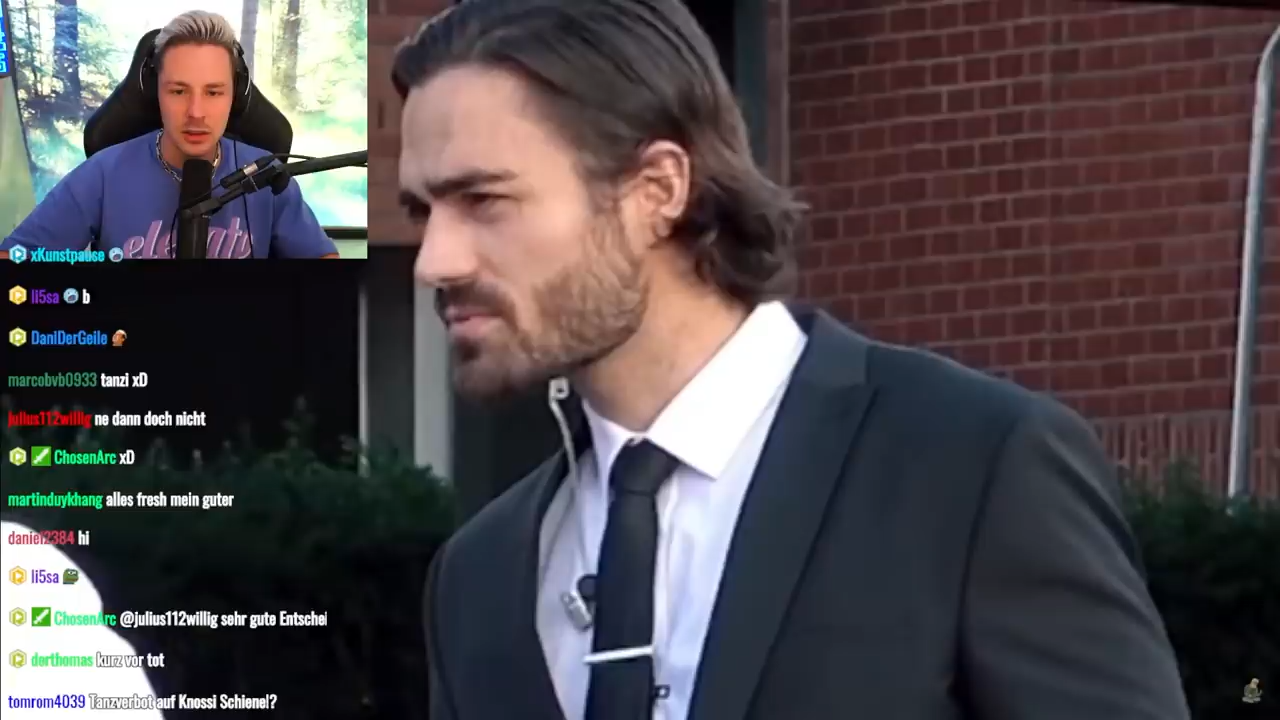 xKunstpause
li5sa b
DaniDerGeile
marcobvb0933 tanzi xD
julius112willig ne dann doch nicht
ChosenArc xD
martinduykhang alles fresh mein guter
daniel2384 hi
li5sa
ChosenArc @julius112willig sehr gute Entschei
derthomas kurz vor tot
tomrom4039 Tanzverbot auf Knossi Schiene!?